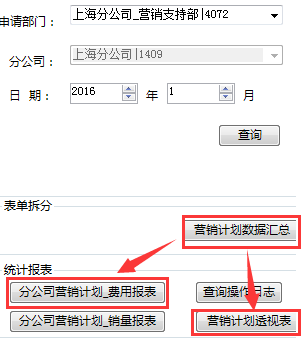 申请部门：上海分公司_营销支持部|4072
分公司：上海分公司|1409
日 期：2016 年 1 月
查询
表单拆分
营销计划数据汇总
统计报表
分公司营销计划_费用报表 查询操作日志
分公司营销计划_销量报表 营销计划透视表